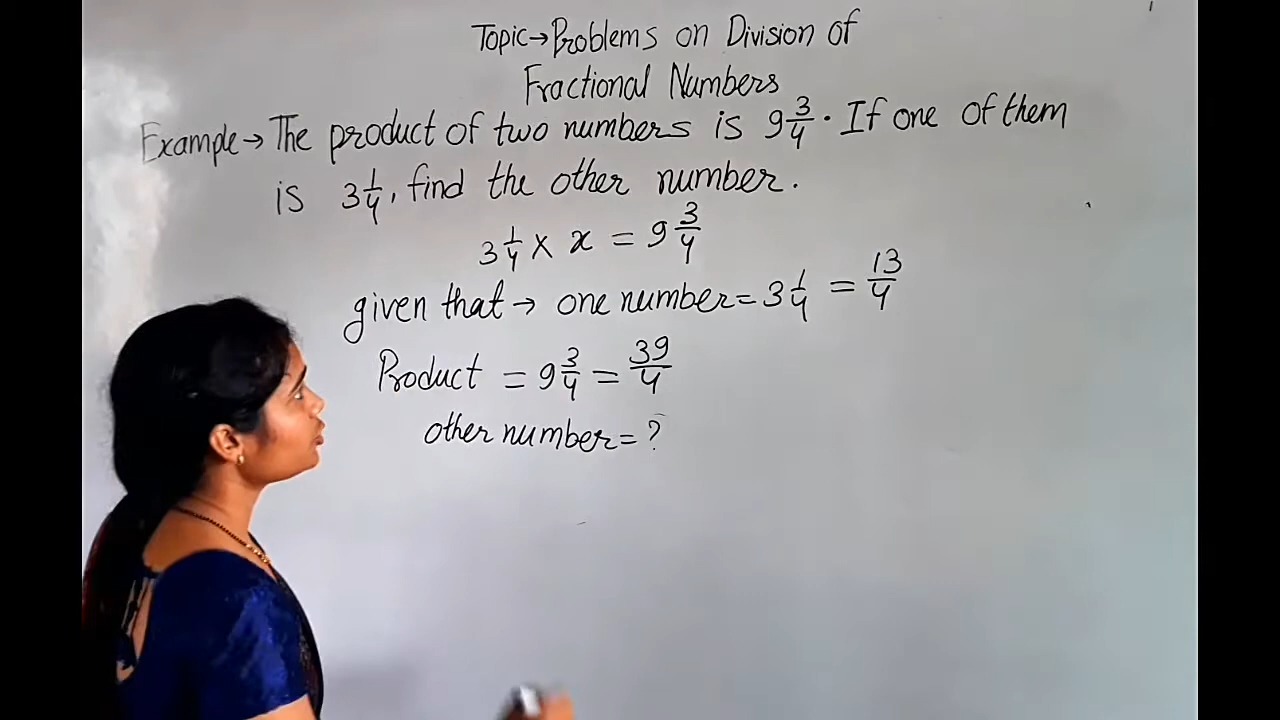 Topic→Problems on Division of
Fractional Numbers
Example→ The product of two numbers is 9 3/4. If one of them
is 3 1/4, find the other number.
3 1/4 × x = 9 3/4
given that → one number = 3 1/4 = 13/4
Product = 9 3/4 = 39/4
other number = ?